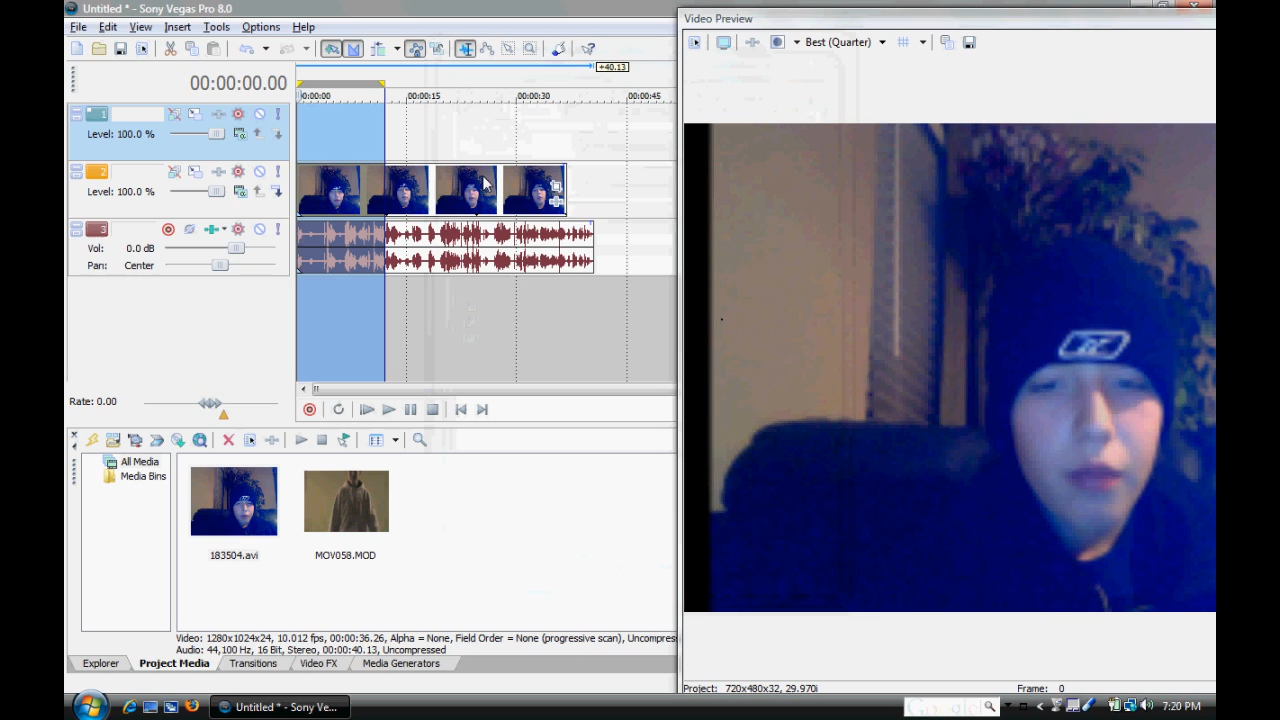 Untitled * - Sony Vegas Pro 8.0
File Edit View Insert Tools Options Help
Video Preview
Best (Quarter)
+40.13
00:00:00.00
00:00:00 00:00:15 00:00:30 00:00:45
1
Level: 100.0 %
2
Level: 100.0 %
3
Vol: 0.0 dB
Pan: Center
Rate: 0.00
All Media
Media Bins
183504.avi
MOV058.MOD
Video: 1280x1024x24, 10.012 fps, 00:00:36.26, Alpha = None, Field Order = None (progressive scan), Uncompress
Audio: 44,100 Hz, 16 Bit, Stereo, 00:00:40.13, Uncompressed
Explorer Project Media Transitions Video FX Media Generators
Project: 720x480x32, 29.970i Frame: 0
Untitled * - Sony Ve...
Google
7:20 PM